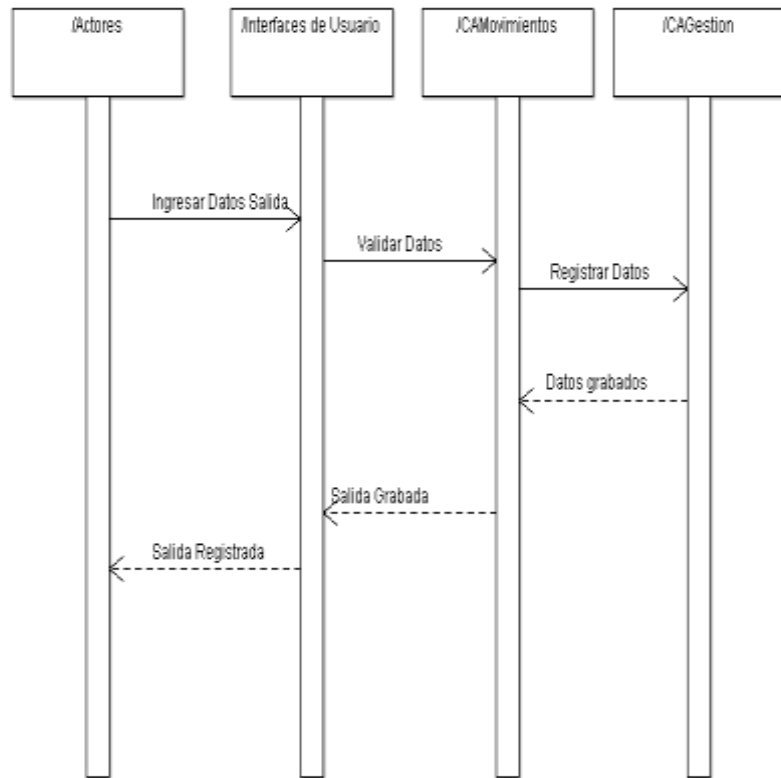 /Actores
/Interfaces de Usuario
/CAMovimientos
/CAGestion
Ingresar Datos Salida
Validar Datos
Registrar Datos
Datos grabados
Salida Grabada
Salida Registrada